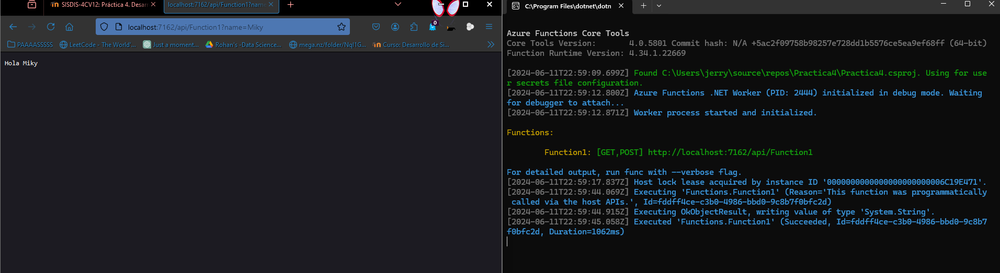 SISDIS-4CV12: Práctica 4. Desarr
localhost:7162/api/Function1?name
localhost:7162/api/Function1?name=Miky
0
PAAAASSSSS
LeetCode - The World'...
Just a moment...
Rohan's -Data Science...
mega.nz/folder/Nql1G...
Curso: Desarrollo de Si...
Hola Miky
C:\Program Files\dotnet\dotn
Azure Functions Core Tools
Core Tools Version:       4.0.5801 Commit hash: N/A +5ac2f09758b98257e728dd1b5576ce5ea9ef68ff (64-bit)
Function Runtime Version: 4.34.1.22669
[2024-06-11T22:59:09.699Z] Found C:\Users\jerry\source\repos\Practica4\Practica4.csproj. Using for use
r secrets file configuration.
[2024-06-11T22:59:12.800Z] Azure Functions .NET Worker (PID: 2444) initialized in debug mode. Waiting
for debugger to attach...
[2024-06-11T22:59:12.871Z] Worker process started and initialized.
Functions:
Function1: [GET,POST] http://localhost:7162/api/Function1
For detailed output, run func with --verbose flag.
[2024-06-11T22:59:17.837Z] Host lock lease acquired by instance ID '0000000000000000000000006C19E471'.
[2024-06-11T22:59:44.069Z] Executing 'Functions.Function1' (Reason='This function was programmatically
called via the host APIs.', Id=fddff4ce-c3b0-4986-bbd0-9c8b7f0bfc2d)
[2024-06-11T22:59:44.915Z] Executing OkObjectResult, writing value of type 'System.String'.
[2024-06-11T22:59:45.058Z] Executed 'Functions.Function1' (Succeeded, Id=fddff4ce-c3b0-4986-bbd0-9c8b7
f0bfc2d, Duration=1062ms)